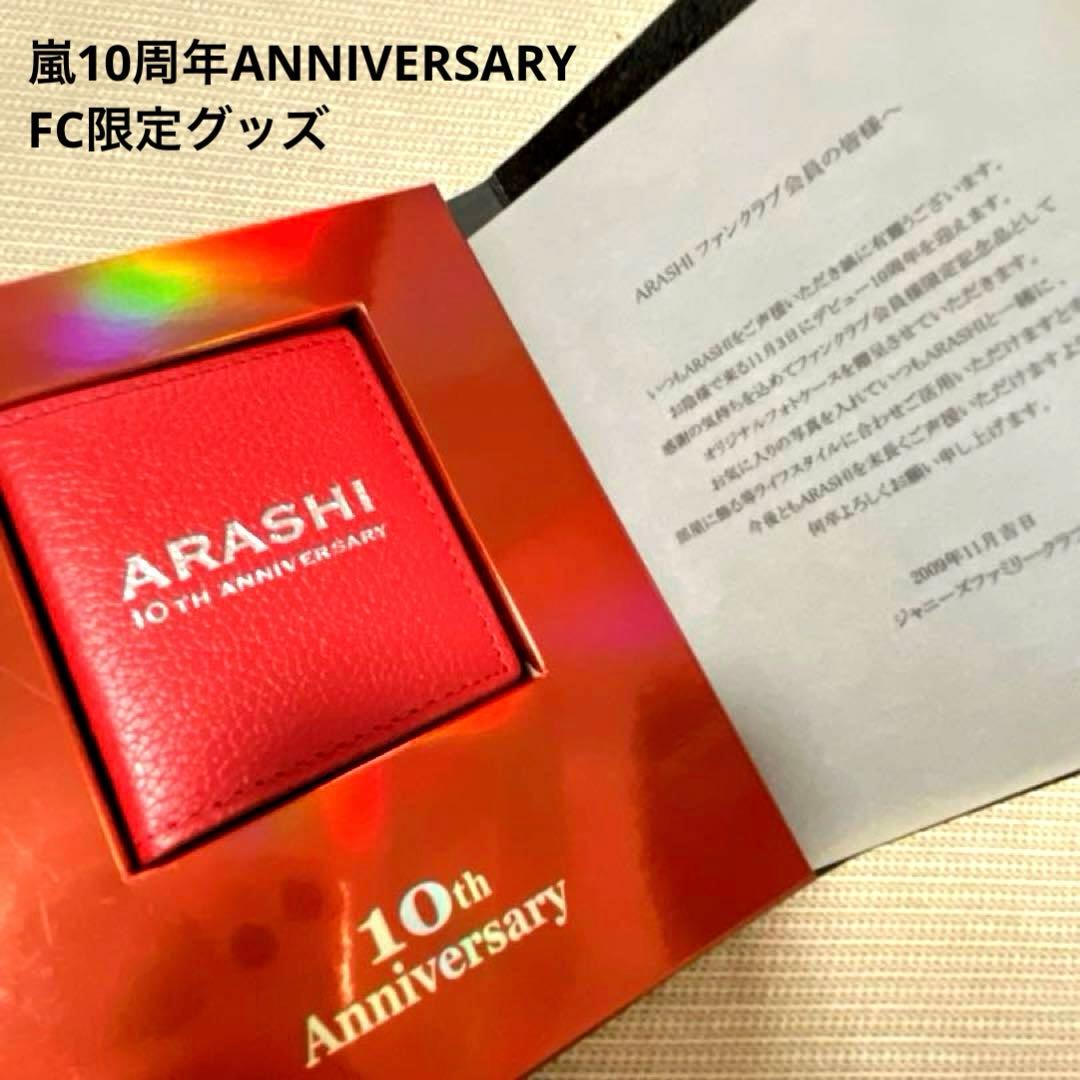 嵐10周年ANNIVERSARY
FC限定グッズ
ARASHI
10TH ANNIVERSARY
10th
Anniversary
ARASHI ファンクラブ会員の皆様へ
いつもARASHIをご声援いただき誠に有難うございます。
お陰様で来る11月3日にデビュー10周年を迎えます。
感謝の気持ちを込めてファンクラブ会員様限定記念品として
オリジナルフォトケースを贈呈させていただきます。
お気に入りの写真を入れていつもARASHIと一緒に、
部屋に飾る等ライフスタイルに合わせご活用いただけますと
今後ともARASHIを末長くご声援いただけますよ
何卒よろしくお願い申し上げます。
2009年11月 吉日
ジャニーズファミリークラブ